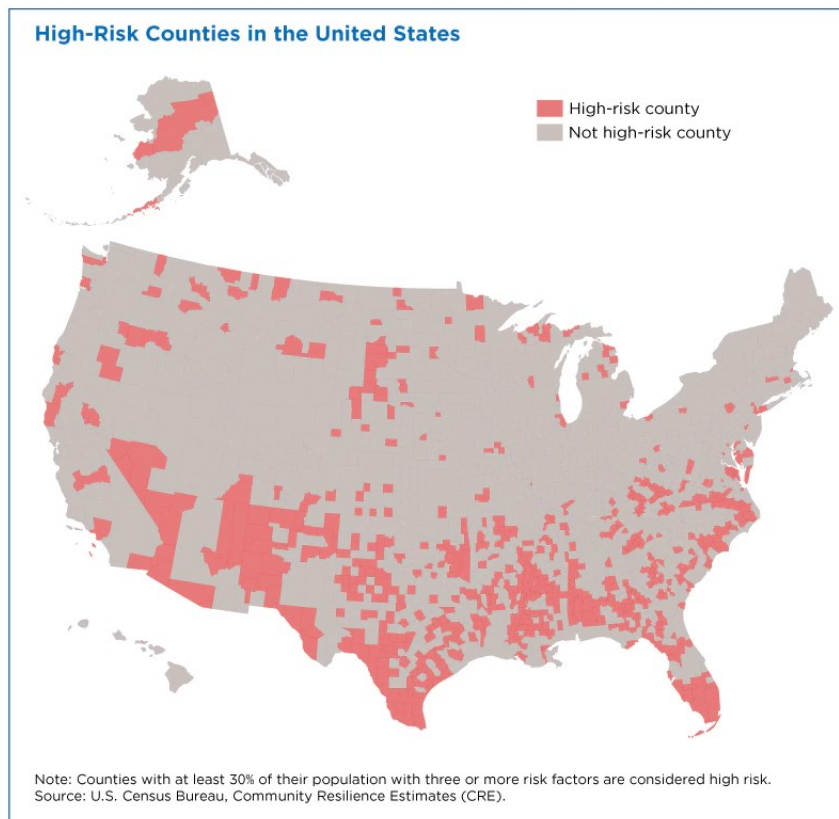 High-Risk Counties in the United States
High-risk county
Not high-risk county
Note: Counties with at least 30% of their population with three or more risk factors are considered high risk.
Source: U.S. Census Bureau, Community Resilience Estimates (CRE).